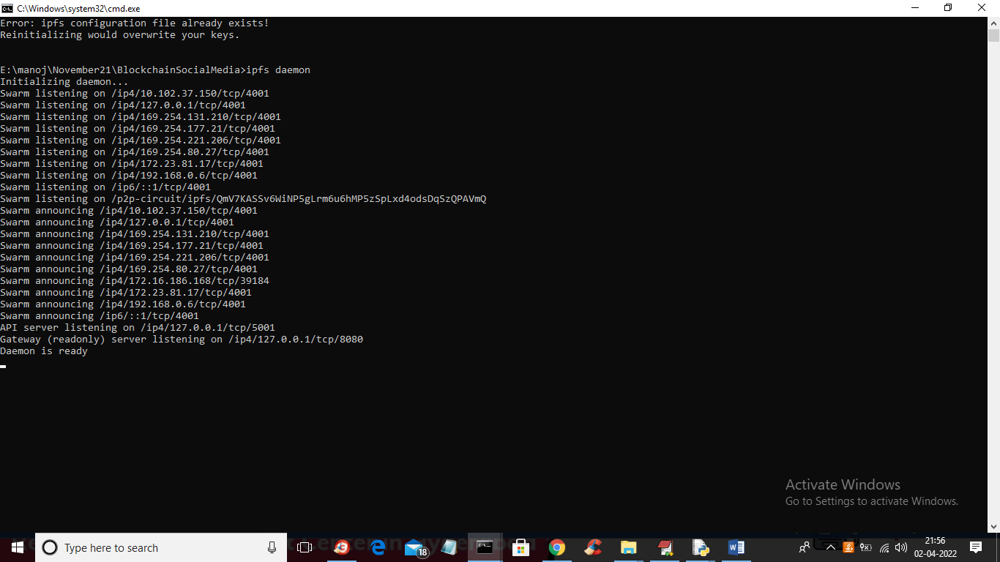 C:\Windows\system32\cmd.exe
Error: ipfs configuration file already exists!
Reinitializing would overwrite your keys.
E:\manoj\November21\BlockchainSocialMedia>ipfs daemon
Initializing daemon...
Swarm listening on /ip4/10.102.37.150/tcp/4001
Swarm listening on /ip4/127.0.0.1/tcp/4001
Swarm listening on /ip4/169.254.131.210/tcp/4001
Swarm listening on /ip4/169.254.177.21/tcp/4001
Swarm listening on /ip4/169.254.221.206/tcp/4001
Swarm listening on /ip4/169.254.80.27/tcp/4001
Swarm listening on /ip4/172.23.81.17/tcp/4001
Swarm listening on /ip4/192.168.0.6/tcp/4001
Swarm listening on /ip6/::1/tcp/4001
Swarm listening on /p2p-circuit/ipfs/QmV7KASSv6WiNP5gLrm6u6hMP5zSpLxd4odsDqSzQPAVmQ
Swarm announcing /ip4/10.102.37.150/tcp/4001
Swarm announcing /ip4/127.0.0.1/tcp/4001
Swarm announcing /ip4/169.254.131.210/tcp/4001
Swarm announcing /ip4/169.254.177.21/tcp/4001
Swarm announcing /ip4/169.254.221.206/tcp/4001
Swarm announcing /ip4/169.254.80.27/tcp/4001
Swarm announcing /ip4/172.16.186.168/tcp/39184
Swarm announcing /ip4/172.23.81.17/tcp/4001
Swarm announcing /ip4/192.168.0.6/tcp/4001
Swarm announcing /ip6/::1/tcp/4001
API server listening on /ip4/127.0.0.1/tcp/5001
Gateway (readonly) server listening on /ip4/127.0.0.1/tcp/8080
Daemon is ready
Activate Windows
Go to Settings to activate Windows.
Type here to search
18
21:56
02-04-2022